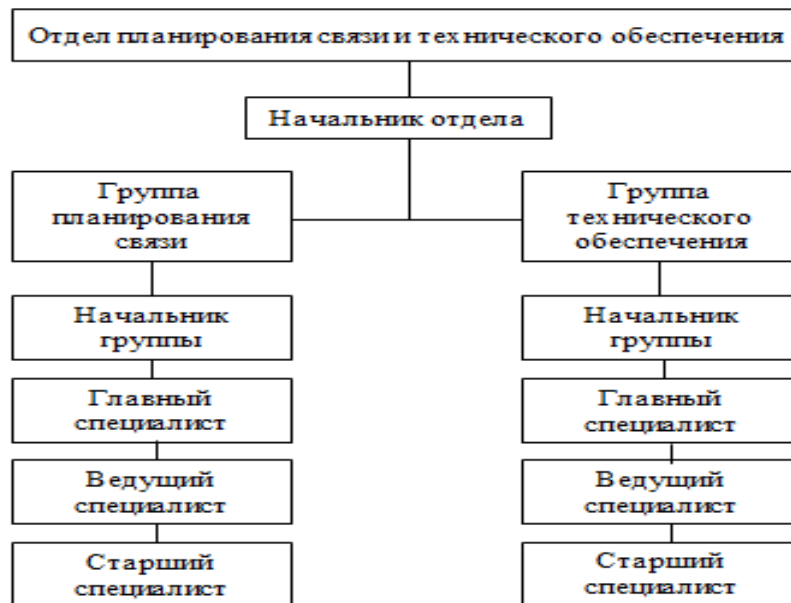 Отдел планирования связи и технического обеспечения
Начальник отдела
Группа
планирования
связи
Группа
технического
обеспечения
Начальник
группы
Начальник
группы
Главный
специалист
Главный
специалист
Ведущий
специалист
Ведущий
специалист
Старший
специалист
Старший
специалист